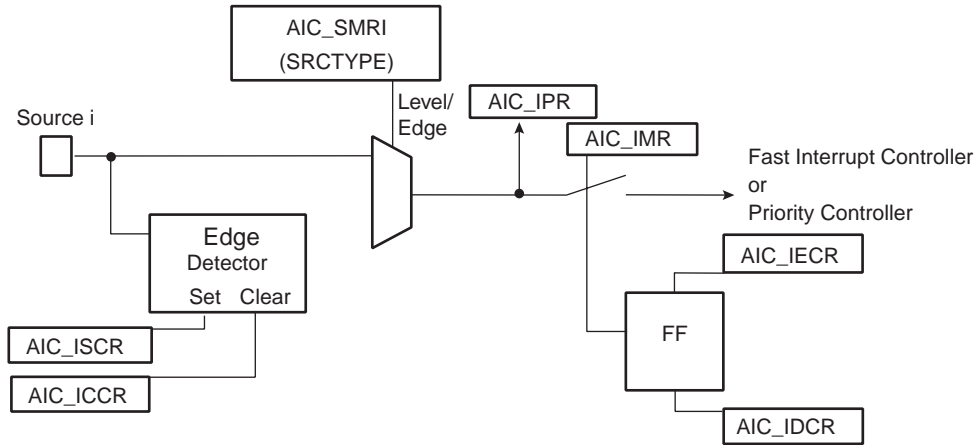 AIC_SMRI
(SRCTYPE)
Source i
Level/
Edge
AIC_IPR
AIC_IMR
Fast Interrupt Controller
or
Priority Controller
Edge
Detector
Set Clear
AIC_IECR
FF
AIC_ISCR
AIC_ICCR
AIC_IDCR